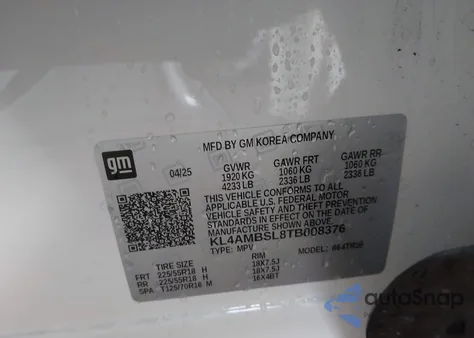 gm
MFD BY GM KOREA COMPANY
04/25
GVWR GAWR FRT GAWR RR
1920 KG 1060 KG 1060 KG
4233 LB 2336 LB 2336 LB
THIS VEHICLE CONFORMS TO ALL
APPLICABLE U.S. FEDERAL MOTOR
VEHICLE SAFETY AND THEFT PREVENTION
STANDARDS IN EFFECT ON THE DATE OF
MANUFACTURE SHOWN ABOVE.
KL4AMBSL8TB008376
TYPE: MPV MODEL:
TIRE SIZE RIM
FRT 225/55R18 H 18X7.5J
RR 225/55R18 H 18X7.5J
SPA T125/70R16 M 16X4BT
autoSnap